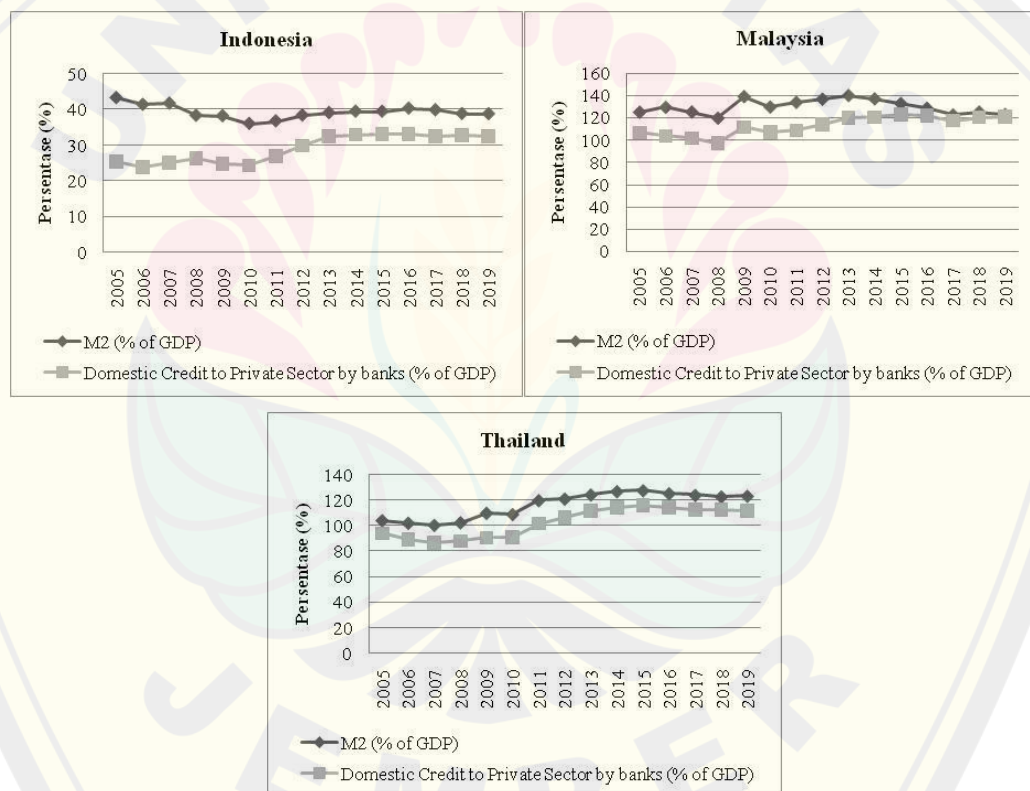 Indonesia
Persentase (%)
50
40
30
20
10
0
2005 2006 2007 2008 2009 2010 2011 2012 2013 2014 2015 2016 2017 2018 2019
M2 (% of GDP)
Domestic Credit to Private Sector by banks (% of GDP)
Malaysia
Persentase (%)
160
140
120
100
80
60
40
20
0
2005 2006 2007 2008 2009 2010 2011 2012 2013 2014 2015 2016 2017 2018 2019
M2 (% of GDP)
Domestic Credit to Private Sector by banks (% of GDP)
Thailand
Persentase (%)
140
120
100
80
60
40
20
0
2005 2006 2007 2008 2009 2010 2011 2012 2013 2014 2015 2016 2017 2018 2019
M2 (% of GDP)
Domestic Credit to Private Sector by banks (% of GDP)
JEMBER